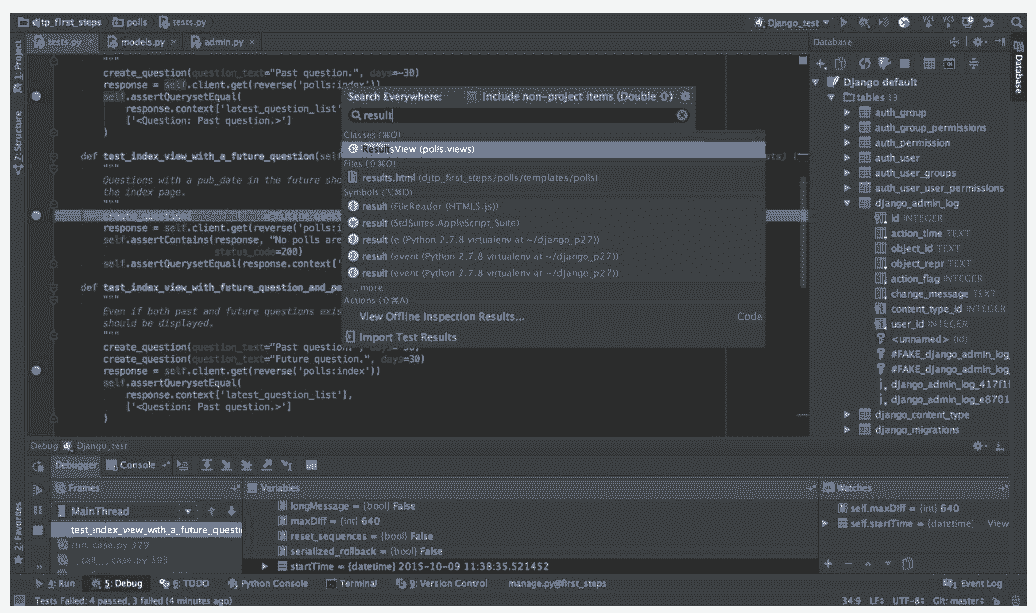 djtp_first_steps polls tests.py
Django_test
tests.py × models.py × admin.py ×
Database
1: Project
2: Structure
2: Favorites
Database
"""
create_question(question_text="Past question.", days=-30)
response = self.client.get(reverse('polls:index'))
self.assertQuerysetEqual(
response.context['latest_question_list'
['<Question: Past question.>']
)
def test_index_view_with_a_future_question(self
"""
Questions with a pub_date in the future sho
the index page.
"""
response = self.client.get(reverse('polls:
self.assertContains(response, "No polls are
status_code=200)
self.assertEqual(response.context['
def test_index_view_with_future_question_and_pa
"""
Even if both past and future questions exis
should be displayed.
"""
create_question(question_text="Past question.", days=-30)
create_question(question_text="Future question.", days=30)
response = self.client.get(reverse('polls:index'))
self.assertQuerysetEqual(
response.context['latest_question_list'],
['<Question: Past question.>']
)
Search Everywhere: Include non-project items (Double ⇧)
result
Classes (⌘O)
ResultsView (polls.views)
Files (⇧⌘O)
results.html (djtp_first_steps/polls/templates/polls)
Symbols (⌥⌘O)
result (FileReader (HTML5.js))
result (StdSuites.AppleScript_Suite)
result (e (Python 2.7.8 virtualenv at ~/django_p27))
result (event (Python 2.7.8 virtualenv at ~/django_p27))
result (event (Python 2.7.8 virtualenv at ~/django_p27))
... more
Actions (⇧⌘A)
View Offline Inspection Results... Code
Import Test Results
Django default
tables 13
auth_group
auth_group_permissions
auth_permission
auth_user
auth_user_groups
auth_user_user_permissions
django_admin_log
id INTEGER
action_time TEXT
object_id TEXT
object_repr TEXT
action_flag INTEGER
change_message TEXT
content_type_id INTEGER
user_id INTEGER
<unnamed> (id)
#FAKE_django_admin_log_
#FAKE_django_admin_log_
django_admin_log_417f1
django_admin_log_e8701
django_content_type
django_migrations
Debug Django_test
Debugger Console
Frames
MainThread
test_index_view_with_a_future_questi
run, case.py 329
__call__, case.py 393
Variables
longMessage = {bool} False
maxDiff = {int} 640
reset_sequences = {bool} False
serialized_rollback = {bool} False
startTime = {datetime} 2015-10-09 11:38:35.521452
Watches
self.maxDiff = {int} 640
self.startTime = {datetime} View
4: Run 5: Debug 6: TODO Python Console Terminal 9: Version Control manage.py@first_steps Event Log
Tests Failed: 4 passed, 3 failed (4 minutes ago) 34:9 LF÷ UTF-8÷ Git: master÷